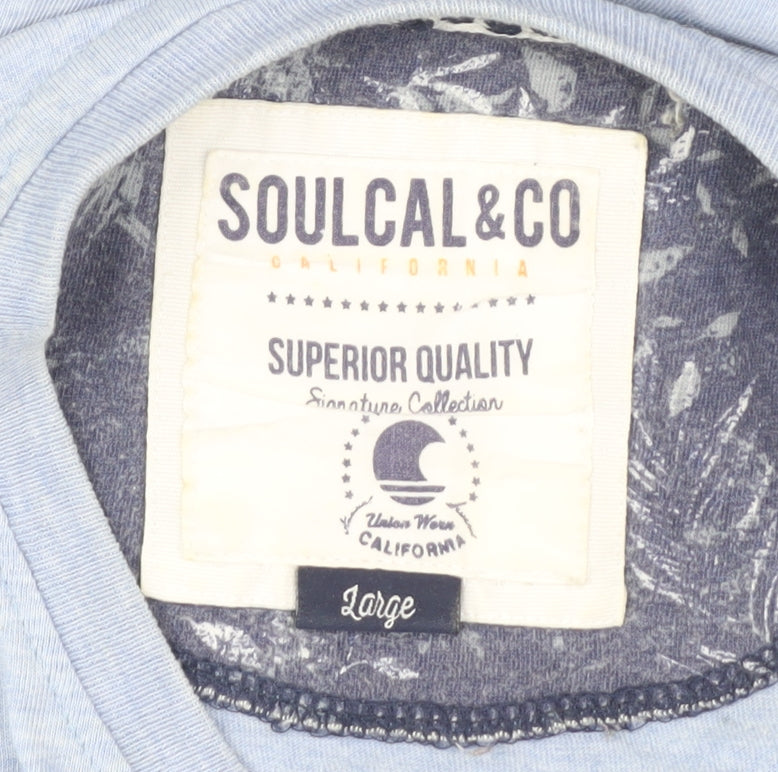 SOULCAL&CO
CALIFORNIA
SUPERIOR QUALITY
Signature Collection
Union Worn
CALIFORNIA
Large